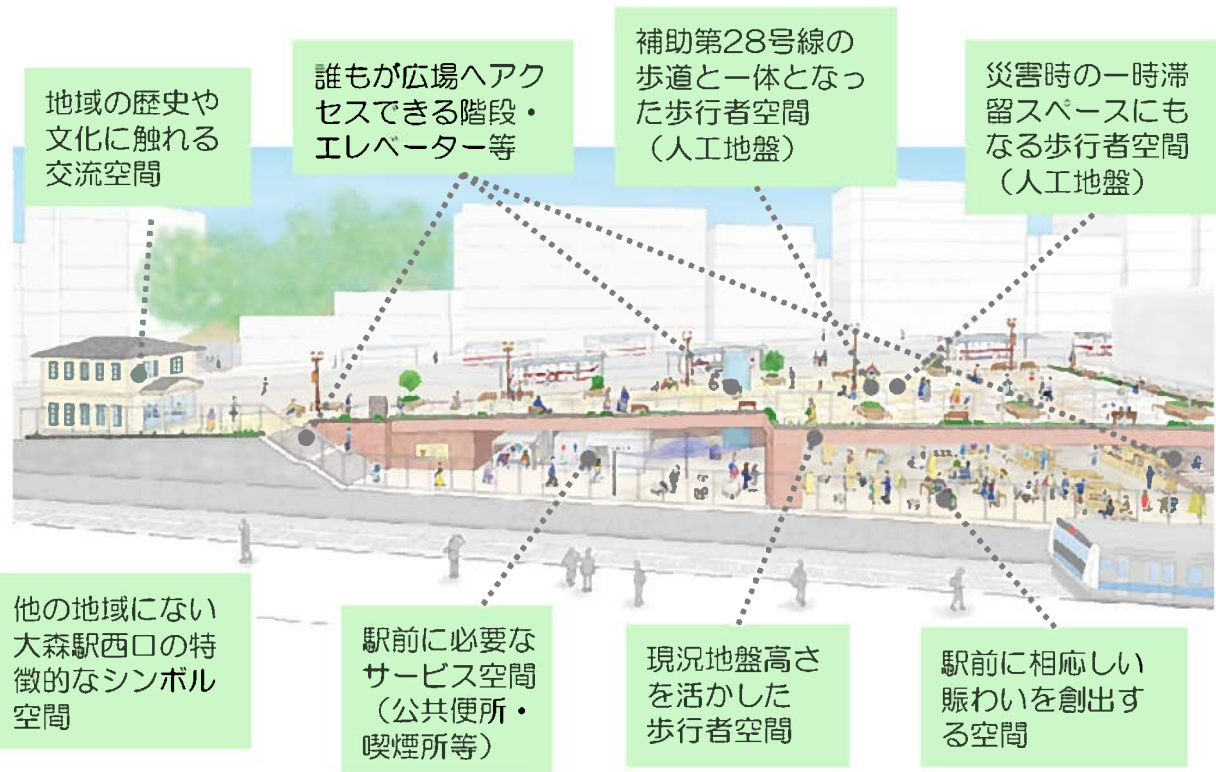 地域の歴史や
文化に触れる
交流空間
誰もが広場へアク
セスできる階段・
エレベーター等
補助第28号線の
歩道と一体となっ
た歩行者空間
（人工地盤）
災害時の一時滞
留スペースにも
なる歩行者空間
（人工地盤）
他の地域にない
大森駅西口の特
徴的なシンボル
空間
駅前に必要な
サービス空間
（公共便所・
喫煙所等）
現況地盤高さ
を活かした
歩行者空間
駅前に相応しい
賑わいを創出す
る空間